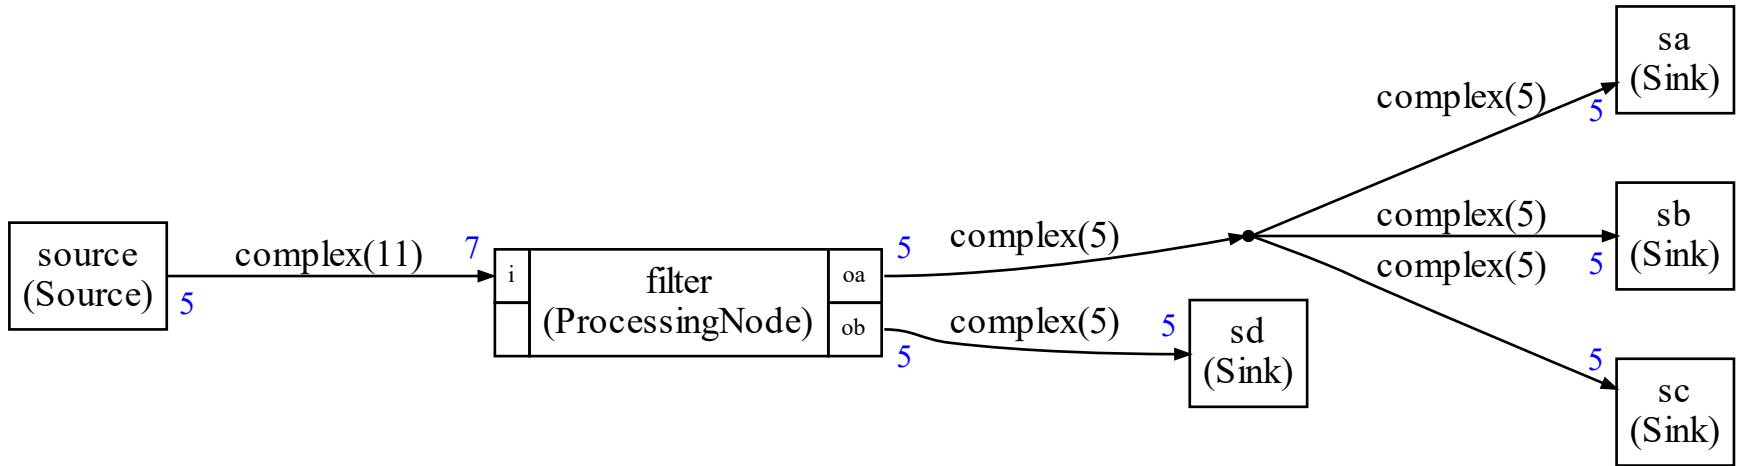 sa
(Sink)
complex(5)
5
source
(Source)
5
complex(11)
7
i
filter
(ProcessingNode)
oa
ob
5
complex(5)
5
complex(5)
5
sd
(Sink)
complex(5)
5
sb
(Sink)
complex(5)
5
sc
(Sink)